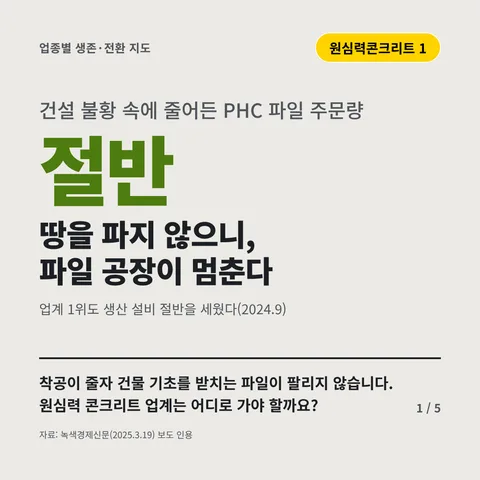 업종별 생존·전환 지도
원심력콘크리트 1
건설 불황 속에 줄어든 PHC 파일 주문량
절반
땅을 파지 않으니,
파일 공장이 멈춘다
업계 1위도 생산 설비 절반을 세웠다(2024.9)
착공이 줄자 건물 기초를 받치는 파일이 팔리지 않습니다.
원심력 콘크리트 업계는 어디로 가야 할까요?
1 / 5
자료: 녹색경제신문(2025.3.19) 보도 인용